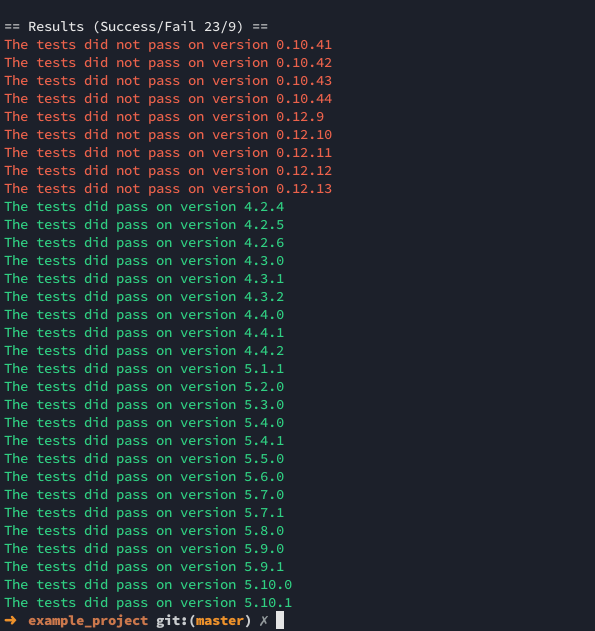 == Results (Success/Fail 23/9) ==
The tests did not pass on version 0.10.41
The tests did not pass on version 0.10.42
The tests did not pass on version 0.10.43
The tests did not pass on version 0.10.44
The tests did not pass on version 0.12.9
The tests did not pass on version 0.12.10
The tests did not pass on version 0.12.11
The tests did not pass on version 0.12.12
The tests did not pass on version 0.12.13
The tests did pass on version 4.2.4
The tests did pass on version 4.2.5
The tests did pass on version 4.2.6
The tests did pass on version 4.3.0
The tests did pass on version 4.3.1
The tests did pass on version 4.3.2
The tests did pass on version 4.4.0
The tests did pass on version 4.4.1
The tests did pass on version 4.4.2
The tests did pass on version 5.1.1
The tests did pass on version 5.2.0
The tests did pass on version 5.3.0
The tests did pass on version 5.4.0
The tests did pass on version 5.4.1
The tests did pass on version 5.5.0
The tests did pass on version 5.6.0
The tests did pass on version 5.7.0
The tests did pass on version 5.7.1
The tests did pass on version 5.8.0
The tests did pass on version 5.9.0
The tests did pass on version 5.9.1
The tests did pass on version 5.10.0
The tests did pass on version 5.10.1
➜ example_project git:(master) ✗